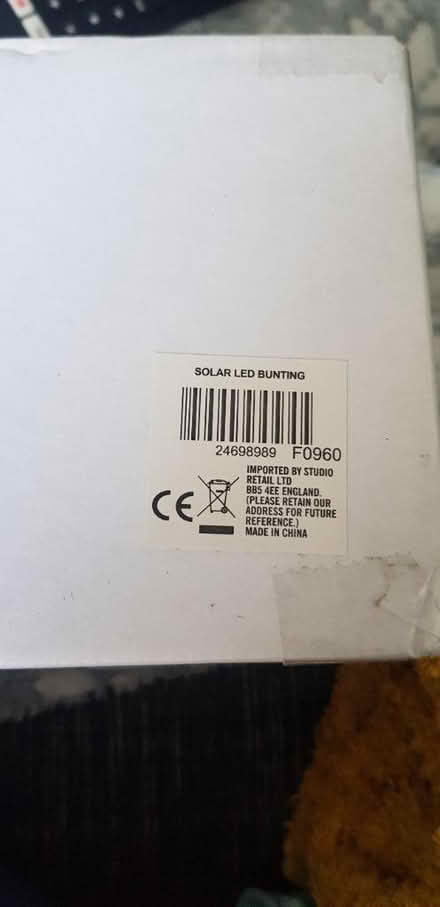 SOLAR LED BUNTING
24698989 F0960
IMPORTED BY STUDIO
RETAIL LTD
BB5 4EE ENGLAND.
(PLEASE RETAIN OUR
ADDRESS FOR FUTURE
REFERENCE.)
MADE IN CHINA
CE